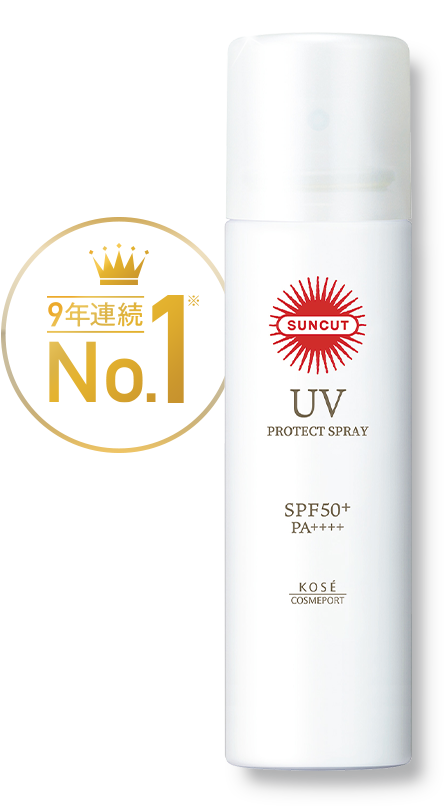 9年連続
No.1※
SUNCUT
UV
PROTECT SPRAY
SPF50+
PA++++
KOSÉ
COSMEPORT